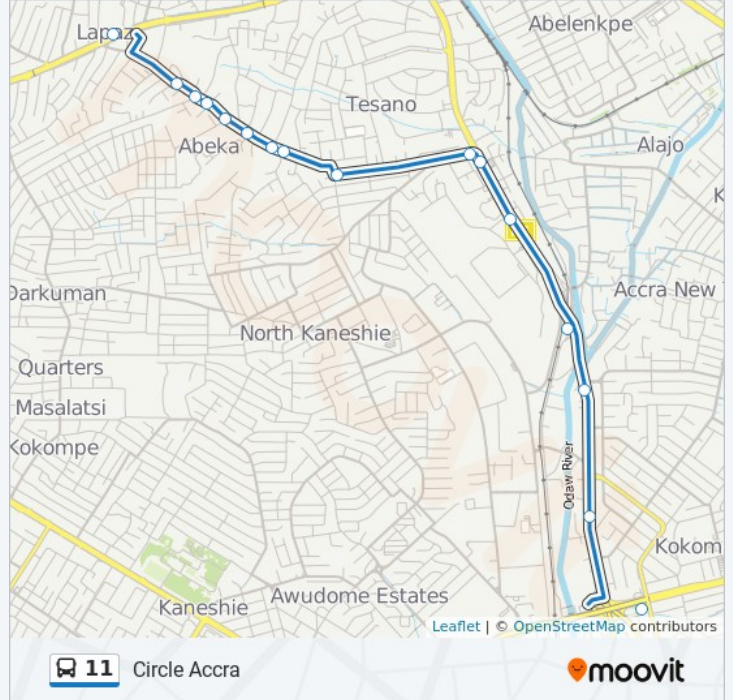 Abelenkpe
Lapaz
Tesano
Abeka
Alajo
K
Darkuman
Accra New
North Kaneshie
Quarters
Masalatsi
Kokompe
Odaw River
Kokom
Awudome Estates
Kaneshie
Leaflet | © OpenStreetMap contributors
11 Circle Accra
moovit